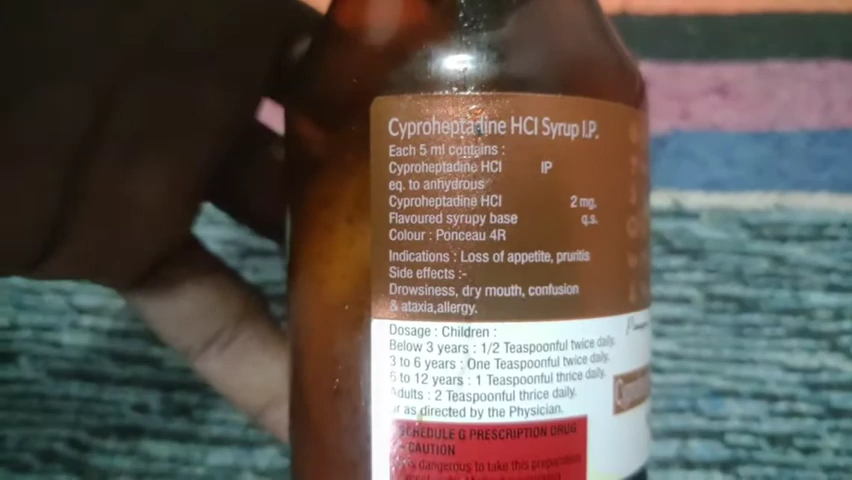 Cyproheptadine HCl Syrup I.P.
Each 5 ml contains :
Cyproheptadine HCl IP
eq. to anhydrous
Cyproheptadine HCl 2 mg.
Flavoured syrupy base q.s.
Colour : Ponceau 4R
Indications : Loss of appetite, pruritis
Side effects :-
Drowsiness, dry mouth, confusion
& ataxia,allergy.
Dosage : Children :
Below 3 years : 1/2 Teaspoonful twice daily.
3 to 6 years : One Teaspoonful twice daily.
6 to 12 years : 1 Teaspoonful thrice daily.
Adults : 2 Teaspoonful thrice daily.
or as directed by the Physician.
SCHEDULE G PRESCRIPTION DRUG
CAUTION
is dangerous to take this preparation